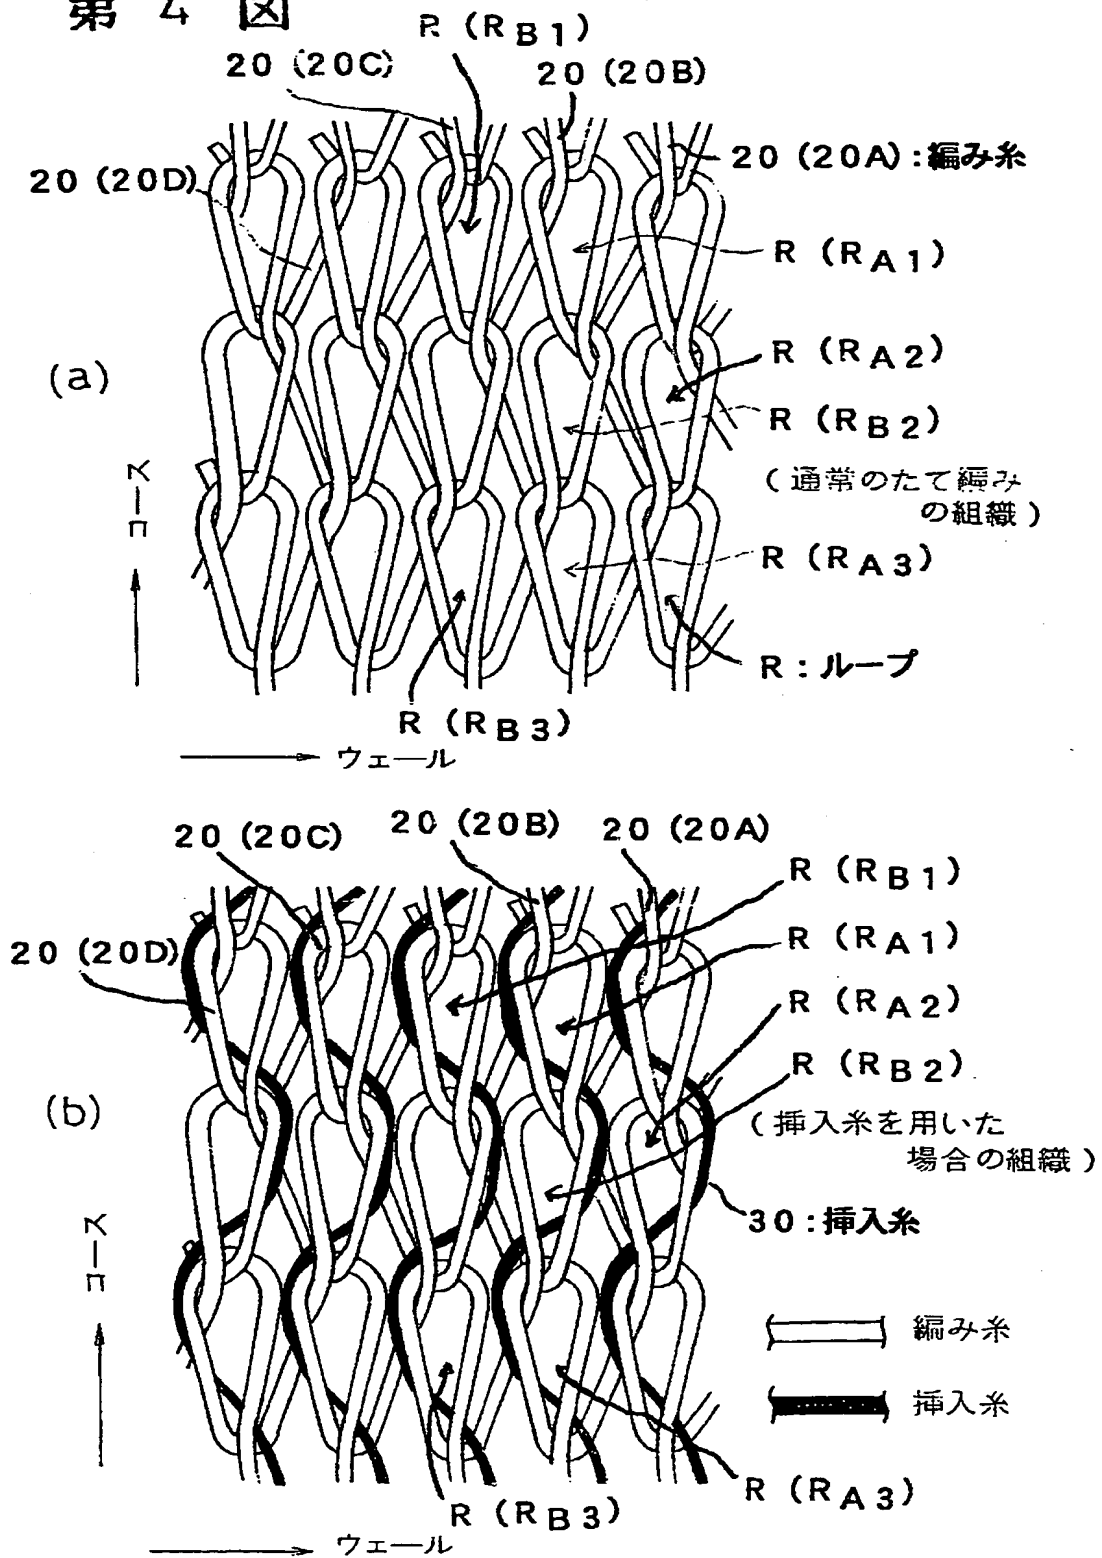 第4図
R (RB1)
20 (20C)
20 (20B)
20 (20A) : 編み糸
20 (20D)
R (RA1)
R (RA2)
(a)
R (RB2)
(通常のたて編み
の組織)
コース
R (RA3)
R : ループ
R (RB3)
ウェール
20 (20C)
20 (20B)
20 (20A)
R (RB1)
20 (20D)
R (RA1)
R (RA2)
R (RB2)
(b)
(挿入糸を用いた
場合の組織)
30 : 挿入糸
コース
編み糸
挿入糸
R (RA3)
R (RB3)
ウェール